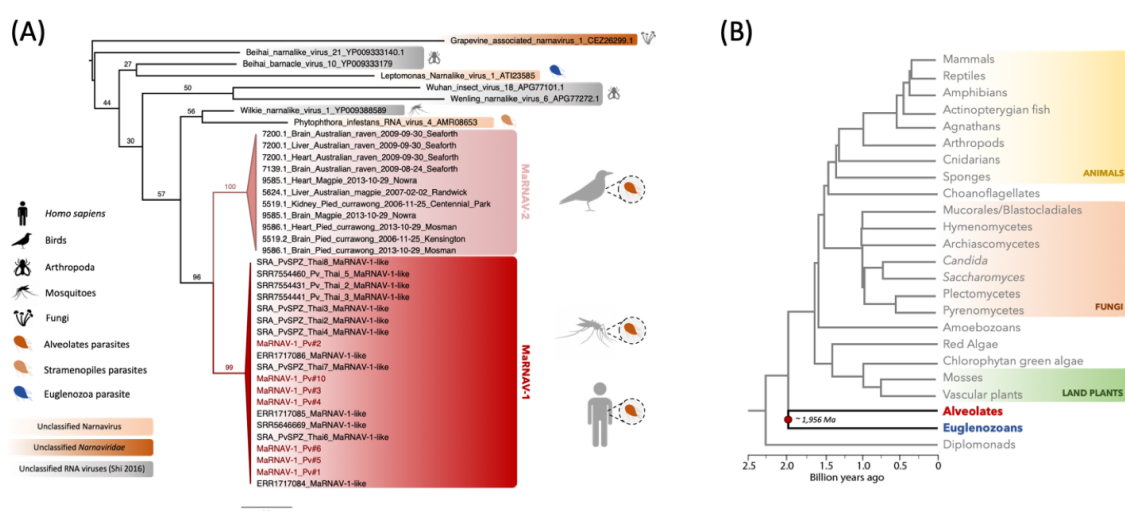 (A)
Grapevine_associated_narnavirus_1_CEZ26299.1
Beihai_narnalike_virus_21_YP009333140.1
Beihai_barnacle_virus_10_YP009333179
27
Leptomonas_Narnalike_virus_1_ATI23585
44
50
Wuhan_insect_virus_18_APG77101.1
Wenling_narnalike_virus_6_APG77272.1
56
Wilkie_narnalike_virus_1_YP009388589
Phytophthora_infestans_RNA_virus_4_AMR08653
30
7200.1_Brain_Australian_raven_2009-09-30_Seaforth
7200.1_Liver_Australian_raven_2009-09-30_Seaforth
7200.1_Heart_Australian_raven_2009-09-30_Seaforth
7139.1_Brain_Australian_raven_2009-08-24_Seaforth
9585.1_Heart_Magpie_2013-10-29_Nowra
5624.1_Liver_Australian_magpie_2007-02-02_Randwick
5519.1_Kidney_Pied_currawong_2006-11-25_Centennial_Park
9585.1_Brain_Magpie_2013-10-29_Nowra
9586.1_Heart_Pied_currawong_2013-10-29_Mosman
5519.2_Brain_Pied_currawong_2006-11-25_Kensington
9586.1_Brain_Pied_currawong_2013-10-29_Mosman
57
100
MaRNAV-2
96
SRA_PvSPZ_Thai8_MaRNAV-1-like
SRR7554460_Pv_Thai_5_MaRNAV-1-like
SRR7554431_Pv_Thai_2_MaRNAV-1-like
SRR7554441_Pv_Thai_3_MaRNAV-1-like
SRA_PvSPZ_Thai3_MaRNAV-1-like
SRA_PvSPZ_Thai2_MaRNAV-1-like
SRA_PvSPZ_Thai4_MaRNAV-1-like
MaRNAV-1_Pv#2
ERR1717086_MaRNAV-1-like
SRA_PvSPZ_Thai7_MaRNAV-1-like
MaRNAV-1_Pv#10
MaRNAV-1_Pv#3
MaRNAV-1_Pv#4
ERR1717085_MaRNAV-1-like
SRR5646669_MaRNAV-1-like
SRA_PvSPZ_Thai6_MaRNAV-1-like
MaRNAV-1_Pv#6
MaRNAV-1_Pv#5
MaRNAV-1_Pv#1
ERR1717084_MaRNAV-1-like
99
MaRNAV-1
Homo sapiens
Birds
Arthropoda
Mosquitoes
Fungi
Alveolates parasites
Stramenopiles parasites
Euglenozoa parasite
Unclassified Narnavirus
Unclassified Narnaviridae
Unclassified RNA viruses (Shi 2016)
(B)
Mammals
Reptiles
Amphibians
Actinopterygian fish
Agnathans
Arthropods
Cnidarians
Sponges
ANIMALS
Choanoflagellates
Mucorales/Blastocladiales
Hymenomycetes
Archiascomycetes
Candida
Saccharomyces
Plectomycetes
Pyrenomycetes
FUNGI
Amoebozoans
Red Algae
Chlorophytan green algae
Mosses
Vascular plants
LAND PLANTS
Alveolates
~ 1,956 Ma
Euglenozoans
Diplomonads
2.5 2.0 1.5 1.0 0.5 0
Billion years ago